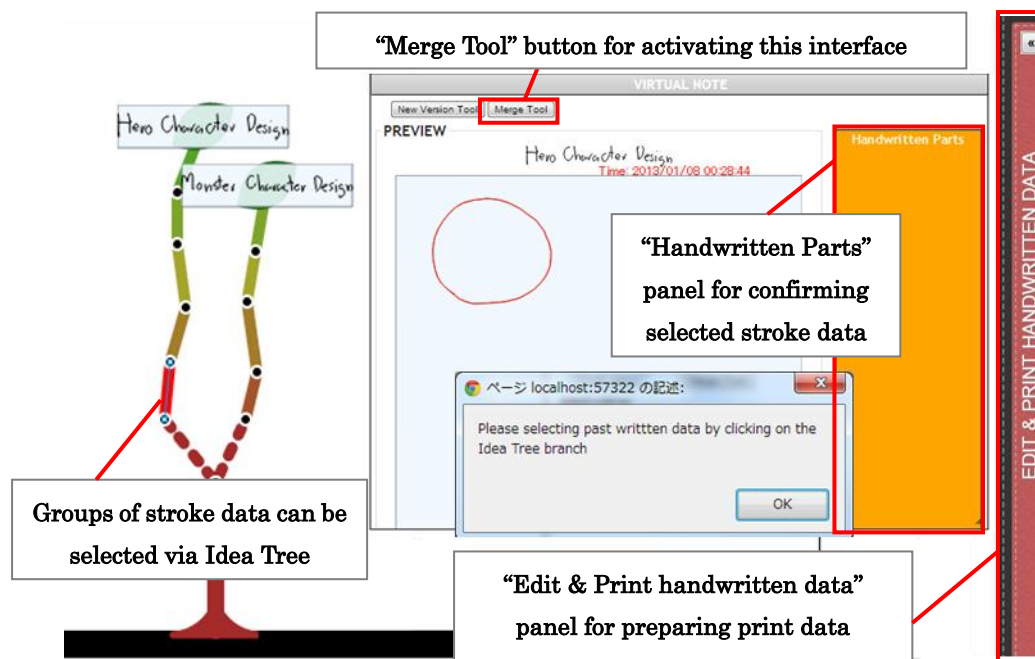 “Merge Tool” button for activating this interface
VIRTUAL NOTE
New Version Tool Merge Tool
PREVIEW
Handwritten Parts
Hero Character Design
Time: 2013/01/08 00:28:44
Hero Character Design
Monster Character Design
“Handwritten Parts”
panel for confirming
selected stroke data
ページ localhost:57322 の記述:
Please selecting past writtten data by clicking on the
Idea Tree branch
OK
Groups of stroke data can be
selected via Idea Tree
“Edit & Print handwritten data”
panel for preparing print data
«
EDIT & PRINT HANDWRITTEN DATA